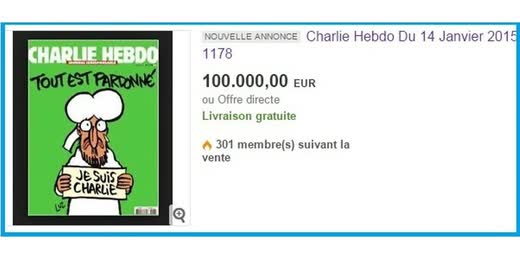 CHARLIE HEBDO
JOURNAL IRRESPONSABLE
TOUT EST PARDONNÉ
JE SUIS
CHARLIE
LUZ
NOUVELLE ANNONCE Charlie Hebdo Du 14 Janvier 2015
1178
100.000,00 EUR
ou Offre directe
Livraison gratuite
301 membre(s) suivant la
vente